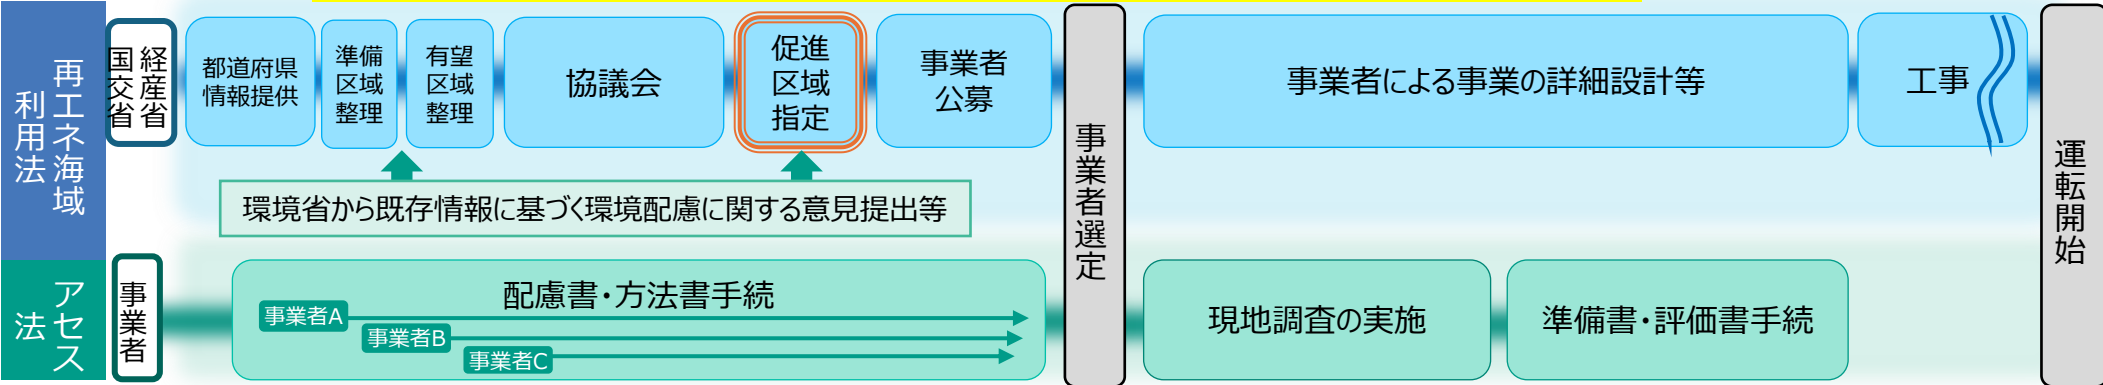 再エネ海域
利用法
経産省
国交省
都道府県
情報提供
準備
区域
整理
有望
区域
整理
協議会
促進
区域
指定
事業者
公募
事業者選定
事業者による事業の詳細設計等
工事
運転開始
環境省から既存情報に基づく環境配慮に関する意見提出等
アセス
法
事業者
配慮書・方法書手続
事業者A
事業者B
事業者C
現地調査の実施
準備書・評価書手続